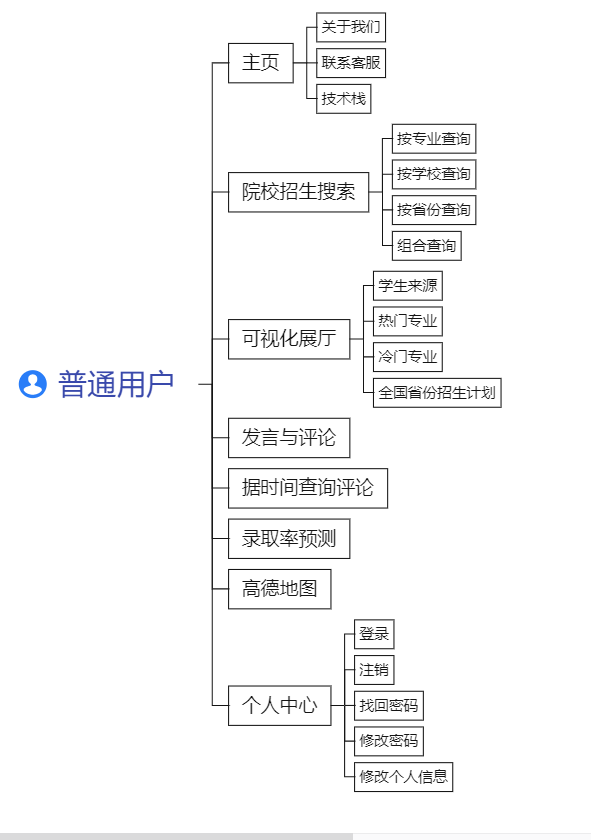 普通用户
主页
关于我们
联系客服
技术栈
院校招生搜索
按专业查询
按学校查询
按省份查询
组合查询
可视化展厅
学生来源
热门专业
冷门专业
全国省份招生计划
发言与评论
据时间查询评论
录取率预测
高德地图
个人中心
登录
注销
找回密码
修改密码
修改个人信息